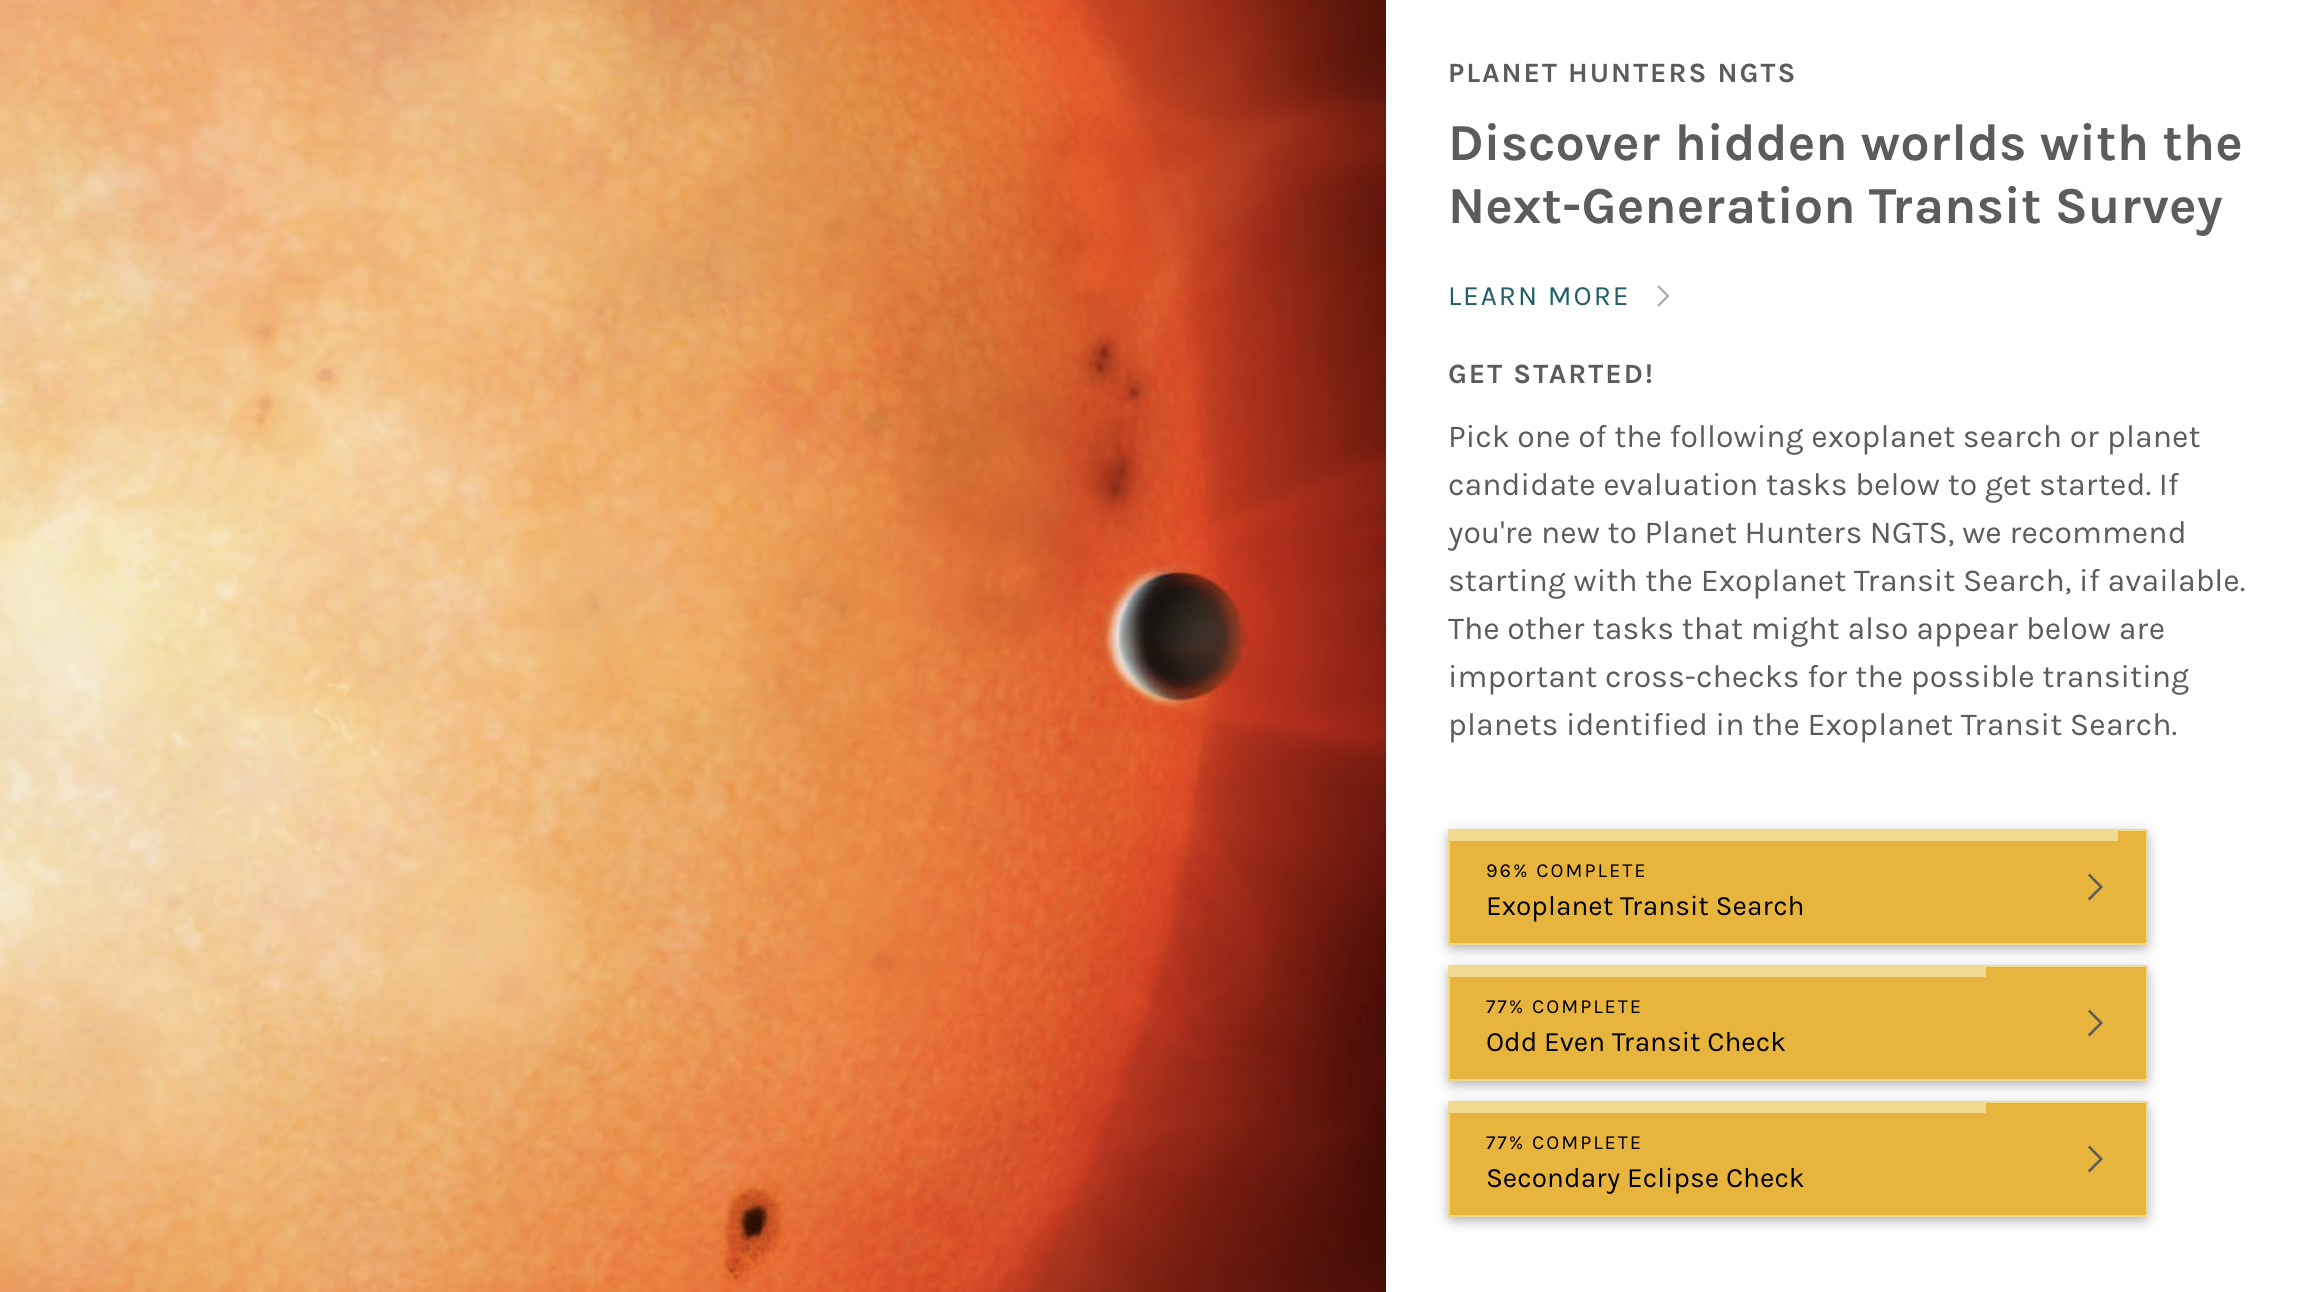 PLANET HUNTERS NGTS
Discover hidden worlds with the
Next-Generation Transit Survey
LEARN MORE
GET STARTED!
Pick one of the following exoplanet search or planet
candidate evaluation tasks below to get started. If
you're new to Planet Hunters NGTS, we recommend
starting with the Exoplanet Transit Search, if available.
The other tasks that might also appear below are
important cross-checks for the possible transiting
planets identified in the Exoplanet Transit Search.
96% COMPLETE
Exoplanet Transit Search
77% COMPLETE
Odd Even Transit Check
77% COMPLETE
Secondary Eclipse Check